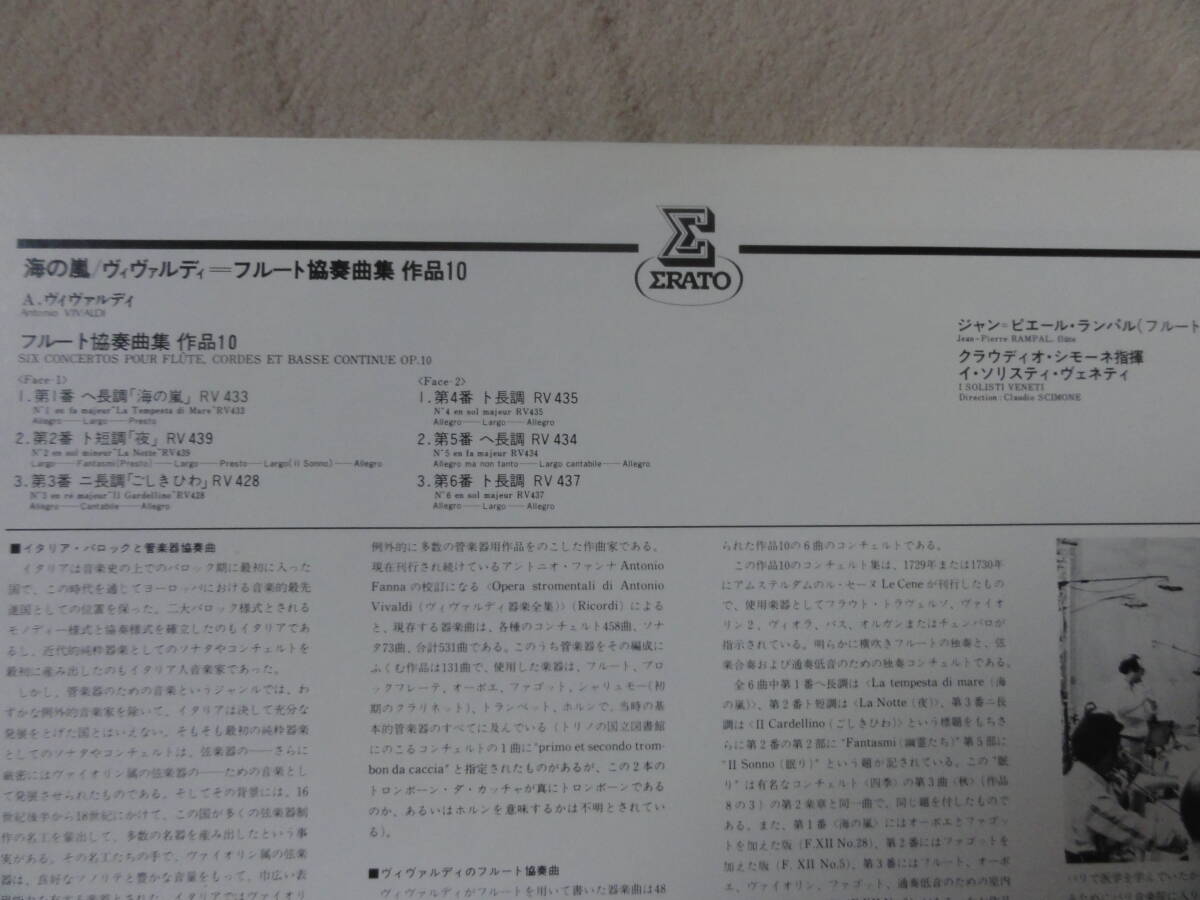 ΣRATO
海の嵐/ヴィヴァルディ＝フルート協奏曲集 作品10
A.ヴィヴァルディ
Antonio VIVALDI
フルート協奏曲集 作品10
SIX CONCERTOS POUR FLÛTE, CORDES ET BASSE CONTINUE OP.10
〈Face-1〉
1.第1番 ヘ長調「海の嵐」RV433
N°1 en fa majeur"La Tempesta di Mare"RV433
Allegro——Largo——Presto
2.第2番 ト短調「夜」RV439
N°2 en sol mineur"La Notte"RV439
Largo——Fantasmi(Presto)——Largo——Presto——Largo(Il Sonno)——Allegro
3.第3番 ニ長調「ごしきひわ」RV428
N°3 en ré majeur"Il Gardellino"RV428
Allegro——Cantabile——Allegro
〈Face-2〉
1.第4番 ト長調 RV435
N°4 en sol majeur RV435
Allegro——Largo——Allegro
2.第5番 ヘ長調 RV434
N°5 en fa majeur RV434
Allegro ma non tanto——Largo cantabile——Allegro
3.第6番 ト長調 RV437
N°6 en sol majeur RV437
Allegro——Largo——Allegro
ジャン＝ピエール・ランパル(フルート
Jean-Pierre RAMPAL, flûte
クラウディオ・シモーネ指揮
イ・ソリスティ・ヴェネティ
I SOLISTI VENETI
Direction:Claudio SCIMONE
■イタリア・バロックと管楽器協奏曲
イタリアは音楽史の上でのバロック期に最初に入った
国で、この時代を通じてヨーロッパにおける音楽的最先
進国としての位置を保った。二大バロック様式とされる
モノディー様式と協奏様式を確立したのもイタリアであ
るし、近代的純粋器楽としてのソナタやコンチェルトを
最初に産み出したのもイタリア人音楽家であった。
しかし、管楽器のための音楽というジャンルでは、わ
ずかな例外的音楽家を除いて、イタリアは決して充分な
発展をとげた国とはいえない。そもそも最初の純粋器楽
としてのソナタやコンチェルトは、弦楽器の——さらに
厳密にはヴァイオリン属の弦楽器の——ための音楽とし
て発展させられたものである。そしてその背景には、16
世紀後半から18世紀にかけて、この国が多くの弦楽器制
作の名工を輩出して、多数の名器を産み出したという事
実がある。その名工たちの手で、ヴァイオリン属の弦楽
器は、良好なソノリテと豊かな音量をもって、巾広い表
例外的に多数の管楽器用作品をのこした作曲家である。
現在刊行され続けているアントニオ・ファンナ Antonio
Fanna の校訂になる〈Opera stromentali di Antonio
Vivaldi（ヴィヴァルディ器楽全集）〉(Ricordi) による
と、現存する器楽曲は、各種のコンチェルト458曲、ソナ
タ73曲、合計531曲である。このうち管楽器をその編成に
ふくむ作品は131曲で、使用した楽器は、フルート、ブロ
ックフレーテ、オーボエ、ファゴット、シャリュモー(初
期のクラリネット)、トランペット、ホルンで、当時の基
本的管楽器のすべてに及んでいる（トリノの国立図書館
にのこるコンチェルトの1曲に"primo et secondo trom-
bon da caccia"と指定されたものがあるが、この2本の
トロンボーン・ダ・カッチャが真にトロンボーンである
のか、あるいはホルンを意味するかは不明とされてい
る)。
■ヴィヴァルディのフルート協奏曲
ヴィヴァルディがフルートを用いて書いた器楽曲は48
られた作品10の6曲のコンチェルトである。
この作品10のコンチェルト集は、1729年または1730年
にアムステルダムのル・セーヌ Le Cene が刊行したもの
で、使用楽器としてフラウト・トラヴェルソ、ヴァイオ
リン2、ヴィオラ、バス、オルガンまたはチェンバロが
指示されている。明らかに横吹きフルートの独奏と、弦
楽合奏および通奏低音のための独奏コンチェルトである。
全6曲中第1番ヘ長調は〈La tempesta di mare（海
の嵐)〉、第2番ト短調は〈La Notte（夜)〉、第3番ニ長
調は〈Il Cardellino（ごしきひわ)〉という標題をもちさ
らに第2番の第2部に "Fantasmi（幽霊たち)" 第5部に
"Il Sonno（眠り)" という題が記されている。この "眠
り" は有名なコンチェルト〈四季〉の第3曲〈秋〉（作品
8の3）の第2楽章と同一曲で、同じ題を付したもので
ある。また、第1番〈海の嵐〉にはオーボエとファゴッ
トを加えた版 (F.XII No.28)、第2番にはファゴットを
加えた版 (F. XII No.5)、第3番にはフルート、オーボ
エ、ヴァイオリン、ファゴット、通奏低音のための室内
パリで医学を学んでいたが